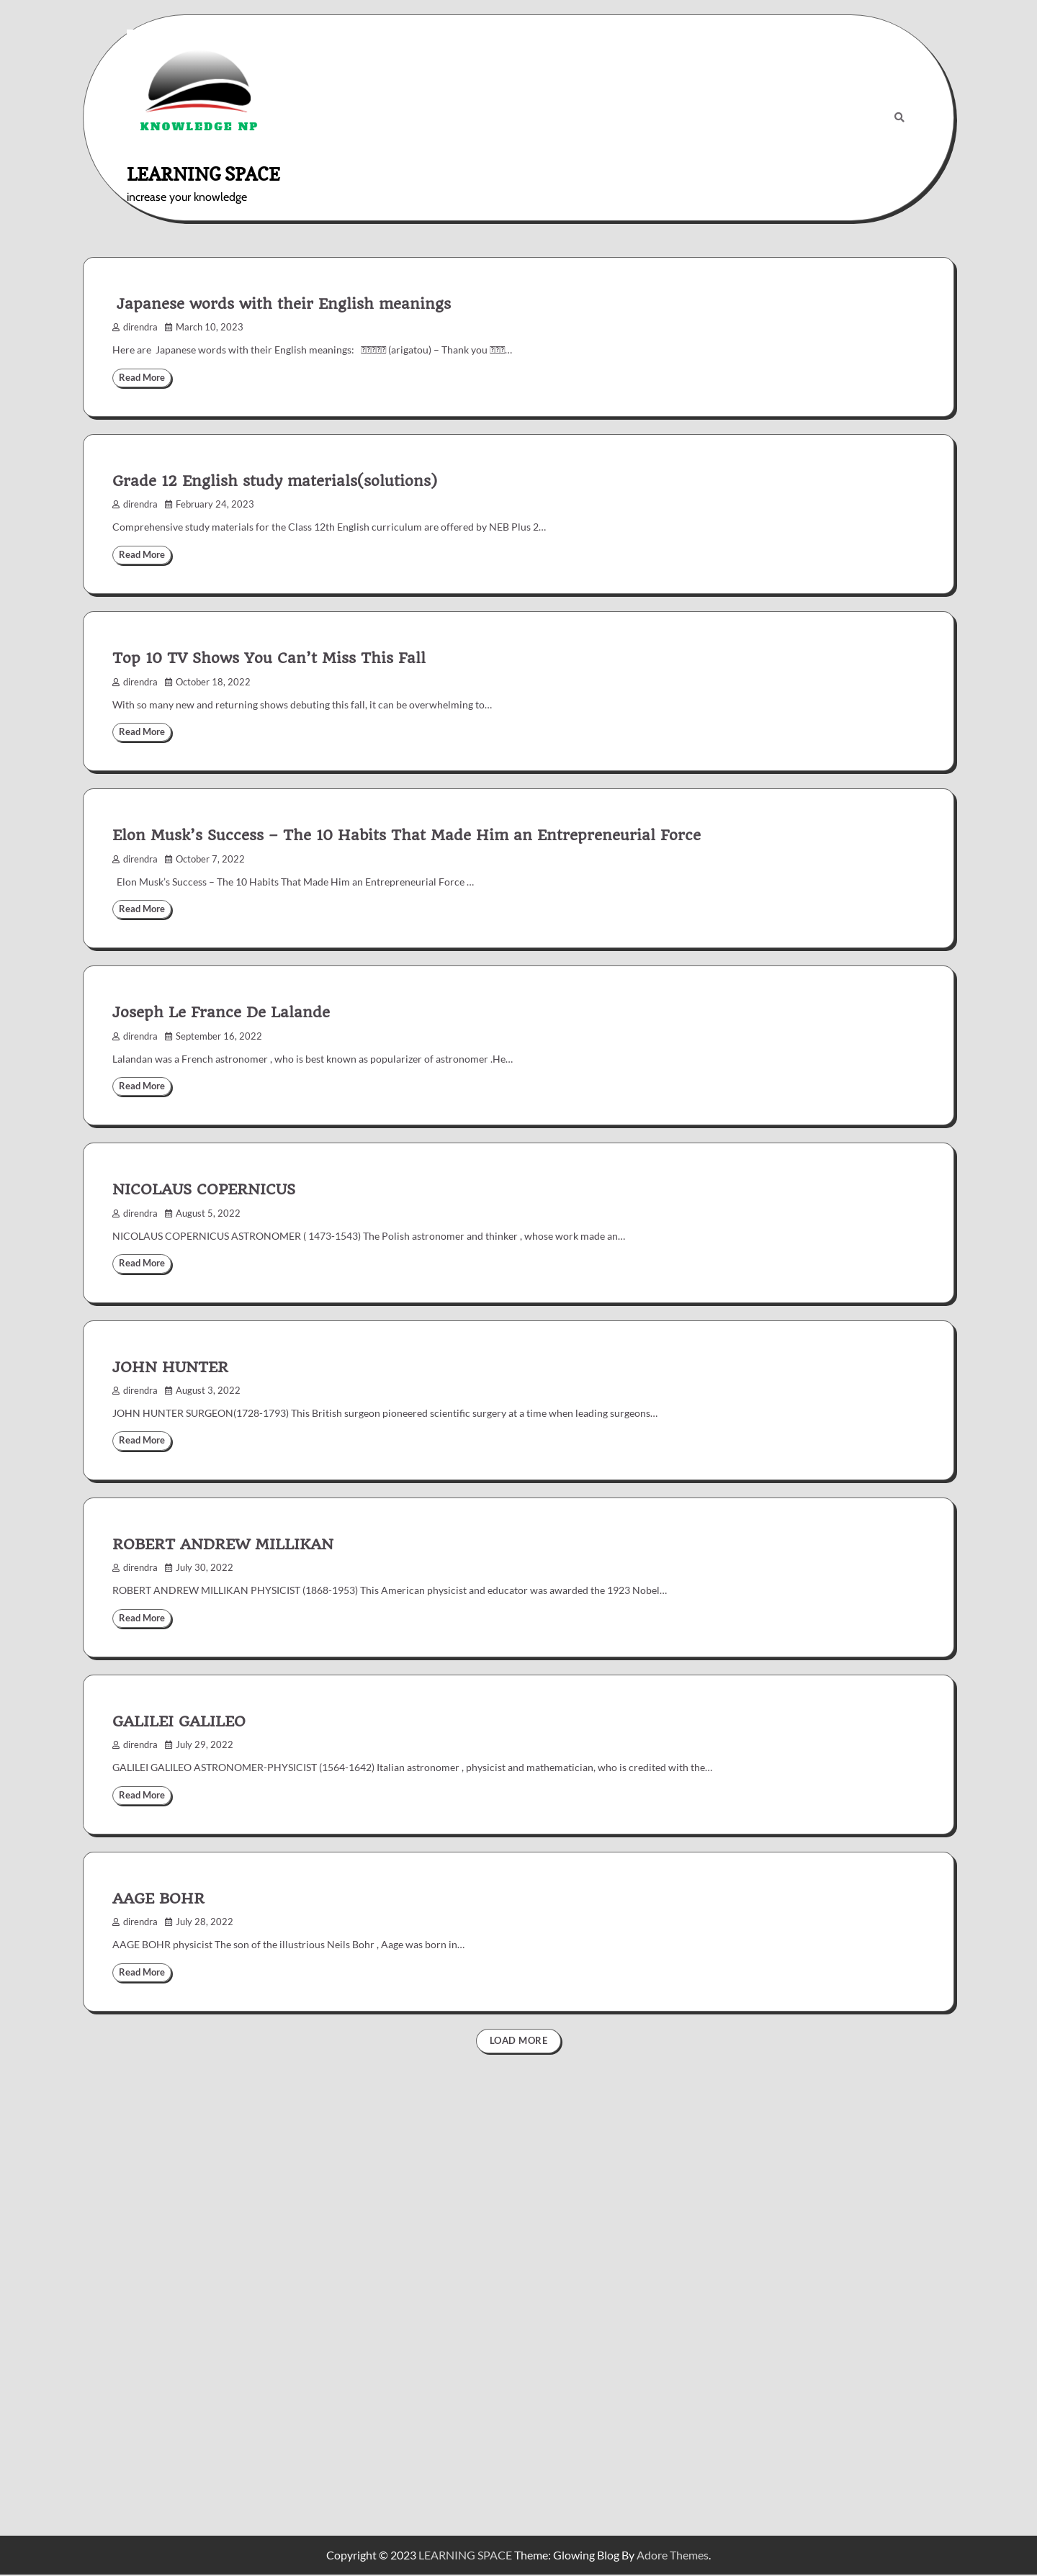 KNOWLEDGE NP
LEARNING SPACE
increase your knowledge
Japanese words with their English meanings
direndra March 10, 2023
Here are Japanese words with their English meanings: (arigatou) – Thank you ...
Read More
Grade 12 English study materials(solutions)
direndra February 24, 2023
Comprehensive study materials for the Class 12th English curriculum are offered by NEB Plus 2...
Read More
Top 10 TV Shows You Can’t Miss This Fall
direndra October 18, 2022
With so many new and returning shows debuting this fall, it can be overwhelming to...
Read More
Elon Musk’s Success – The 10 Habits That Made Him an Entrepreneurial Force
direndra October 7, 2022
Elon Musk’s Success – The 10 Habits That Made Him an Entrepreneurial Force ...
Read More
Joseph Le France De Lalande
direndra September 16, 2022
Lalandan was a French astronomer , who is best known as popularizer of astronomer .He...
Read More
NICOLAUS COPERNICUS
direndra August 5, 2022
NICOLAUS COPERNICUS ASTRONOMER ( 1473-1543) The Polish astronomer and thinker , whose work made an...
Read More
JOHN HUNTER
direndra August 3, 2022
JOHN HUNTER SURGEON(1728-1793) This British surgeon pioneered scientific surgery at a time when leading surgeons...
Read More
ROBERT ANDREW MILLIKAN
direndra July 30, 2022
ROBERT ANDREW MILLIKAN PHYSICIST (1868-1953) This American physicist and educator was awarded the 1923 Nobel...
Read More
GALILEI GALILEO
direndra July 29, 2022
GALILEI GALILEO ASTRONOMER-PHYSICIST (1564-1642) Italian astronomer , physicist and mathematician, who is credited with the...
Read More
AAGE BOHR
direndra July 28, 2022
AAGE BOHR physicist The son of the illustrious Neils Bohr , Aage was born in...
Read More
LOAD MORE
Copyright © 2023 LEARNING SPACE Theme: Glowing Blog By Adore Themes.